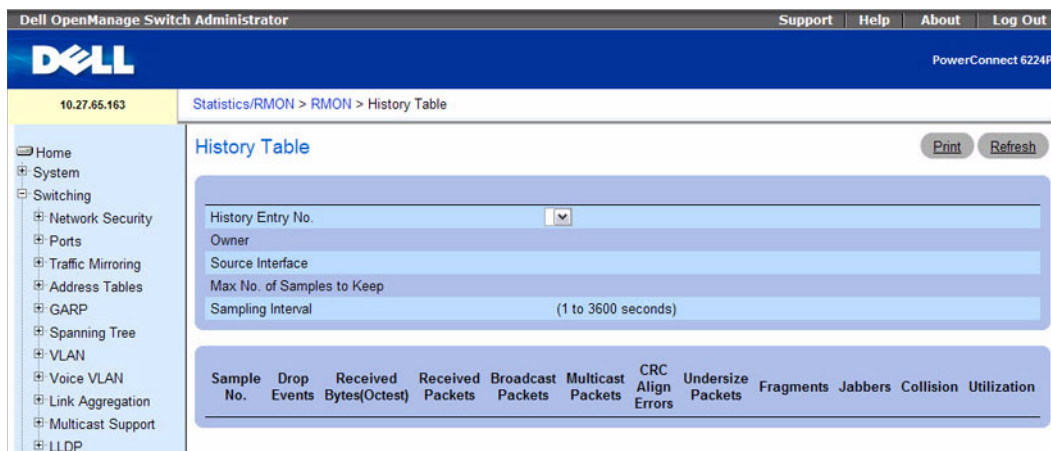 Dell OpenManage Switch Administrator
Support Help About Log Out
DELL
PowerConnect 6224P
10.27.65.163
Statistics/RMON > RMON > History Table
Home
System
Switching
Network Security
Ports
Traffic Mirroring
Address Tables
GARP
Spanning Tree
VLAN
Voice VLAN
Link Aggregation
Multicast Support
LLDP
History Table
Print Refresh
History Entry No.
Owner
Source Interface
Max No. of Samples to Keep
Sampling Interval (1 to 3600 seconds)
Sample No. Drop Events Received Bytes(Octest) Received Packets Broadcast Packets Multicast Packets CRC Align Errors Undersize Packets Fragments Jabbers Collision Utilization